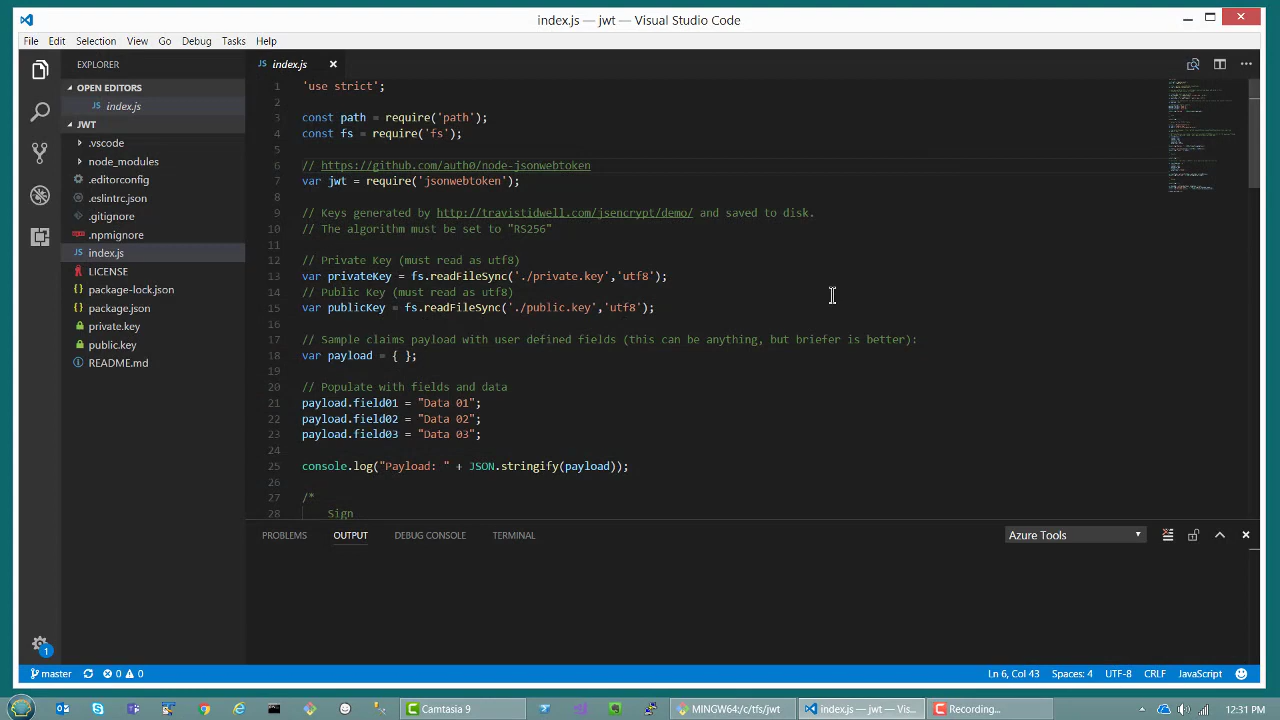 index.js — jwt — Visual Studio Code
File Edit Selection View Go Debug Tasks Help
EXPLORER
OPEN EDITORS
JS index.js
JWT
.vscode
node_modules
.editorconfig
.eslintrc.json
.gitignore
.npmignore
JS index.js
LICENSE
package-lock.json
package.json
private.key
public.key
README.md
JS index.js
1 'use strict';
2
3 const path = require('path');
4 const fs = require('fs');
5
6 // https://github.com/auth0/node-jsonwebtoken
7 var jwt = require('jsonwebtoken');
8
9 // Keys generated by http://travistidwell.com/jsencrypt/demo/ and saved to disk.
10 // The algorithm must be set to "RS256"
11
12 // Private Key (must read as utf8)
13 var privateKey = fs.readFileSync('./private.key','utf8');
14 // Public Key (must read as utf8)
15 var publicKey = fs.readFileSync('./public.key','utf8');
16
17 // Sample claims payload with user defined fields (this can be anything, but briefer is better):
18 var payload = { };
19
20 // Populate with fields and data
21 payload.field01 = "Data 01";
22 payload.field02 = "Data 02";
23 payload.field03 = "Data 03";
24
25 console.log("Payload: " + JSON.stringify(payload));
26
27 /*
28 Sign
PROBLEMS OUTPUT DEBUG CONSOLE TERMINAL Azure Tools
1
master 0 0 Ln 6, Col 43 Spaces: 4 UTF-8 CRLF JavaScript
Camtasia 9 MINGW64:/c/tfs/jwt index.js — jwt — Vis... Recording... 12:31 PM